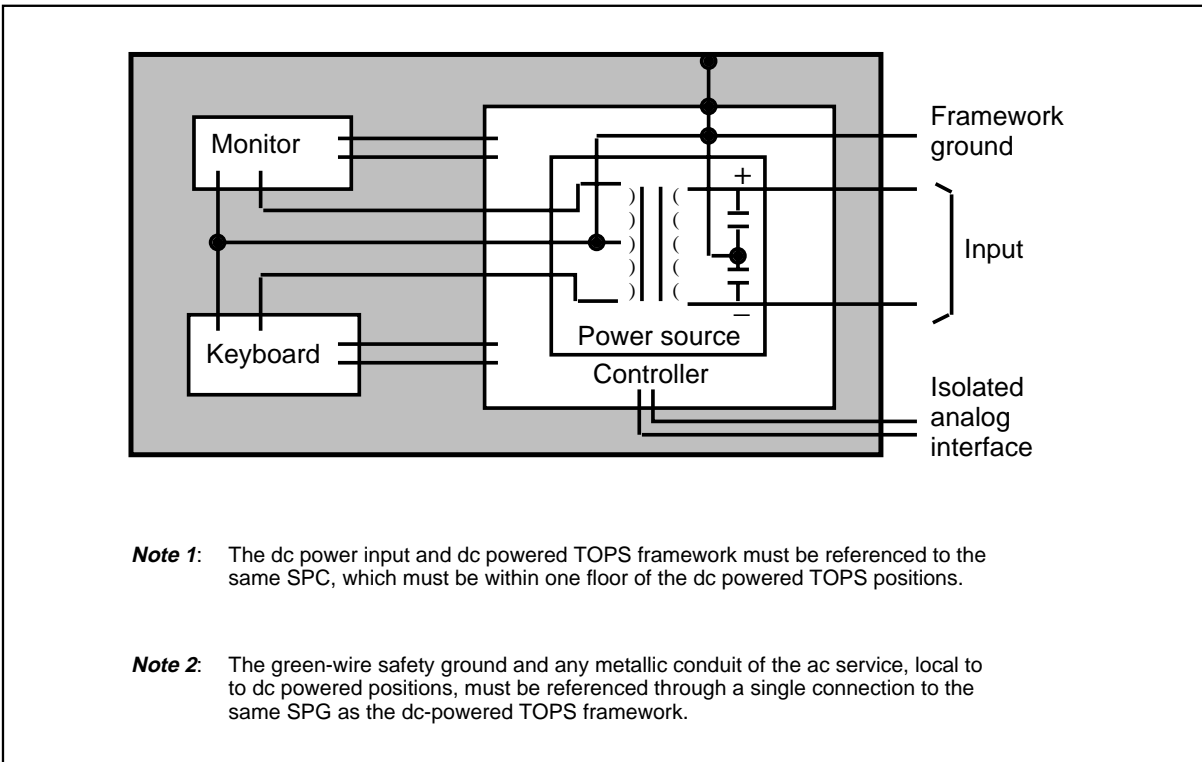 Monitor
Framework
ground
+
Input
–
Power source
Keyboard
Controller
Isolated
analog
interface
Note 1: The dc power input and dc powered TOPS framework must be referenced to the
same SPC, which must be within one floor of the dc powered TOPS positions.
Note 2: The green-wire safety ground and any metallic conduit of the ac service, local to
to dc powered positions, must be referenced through a single connection to the
same SPG as the dc-powered TOPS framework.